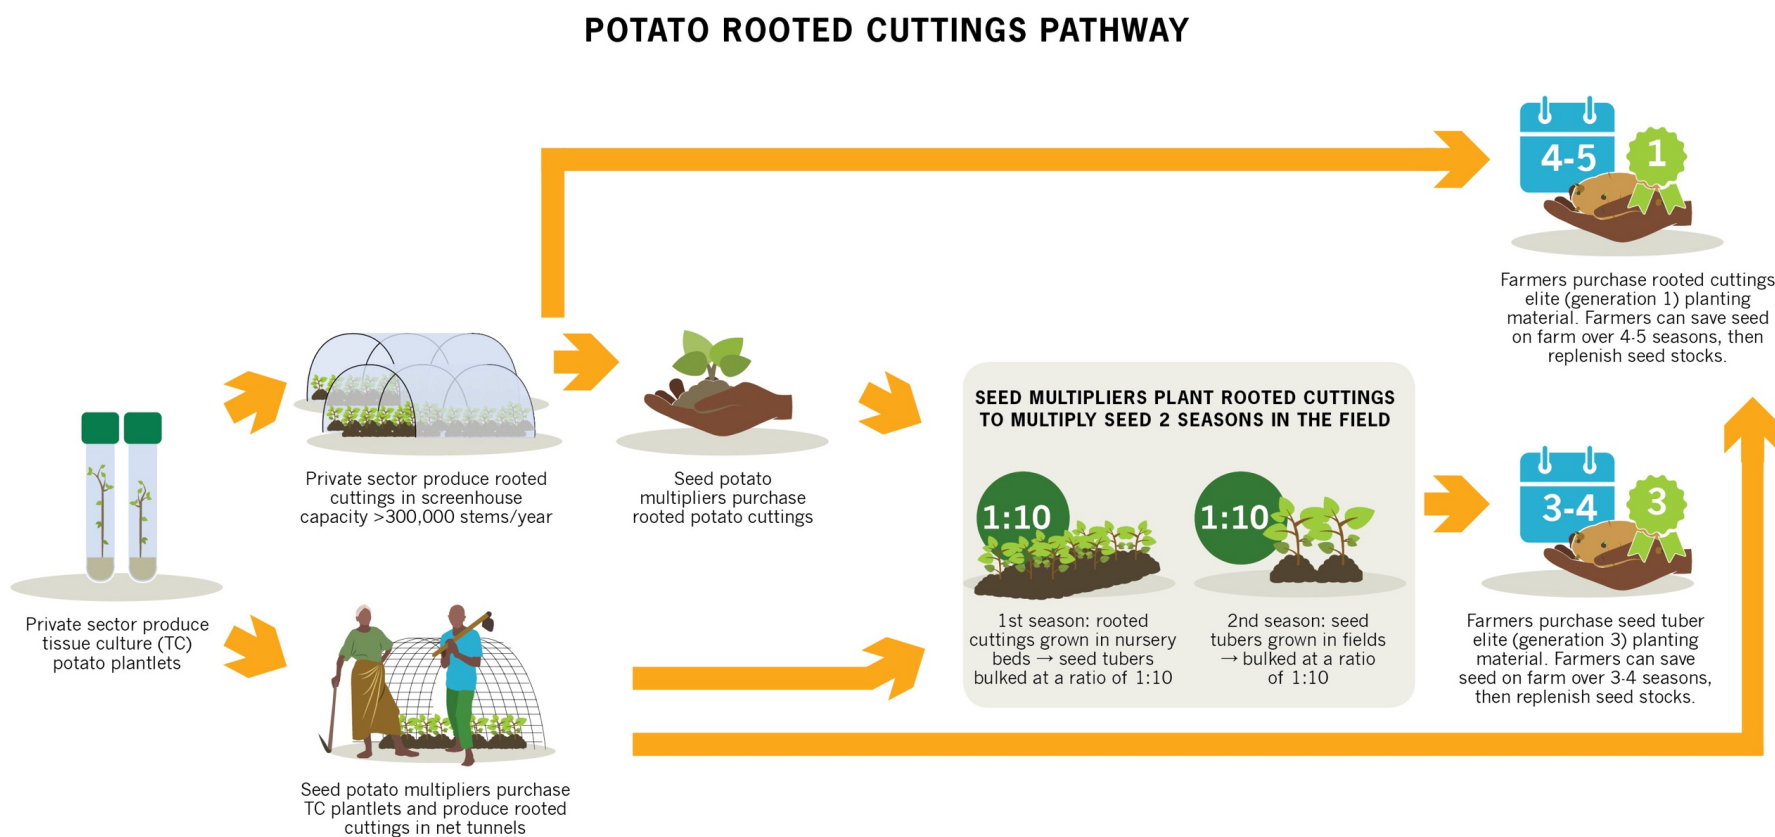 POTATO ROOTED CUTTINGS PATHWAY
4-5
1
Farmers purchase rooted cuttings
elite (generation 1) planting
material. Farmers can save seed
on farm over 4-5 seasons, then
replenish seed stocks.
Private sector produce tissue culture (TC)
potato plantlets
Private sector produce rooted
cuttings in screenhouse
capacity >300,000 stems/year
Seed potato
multipliers purchase
rooted potato cuttings
Seed potato multipliers purchase
TC plantlets and produce rooted
cuttings in net tunnels
SEED MULTIPLIERS PLANT ROOTED CUTTINGS
TO MULTIPLY SEED 2 SEASONS IN THE FIELD
1:10
1st season: rooted
cuttings grown in nursery
beds → seed tubers
bulked at a ratio of 1:10
1:10
2nd season: seed
tubers grown in fields
→ bulked at a ratio
of 1:10
3-4
3
Farmers purchase seed tuber
elite (generation 3) planting
material. Farmers can save
seed on farm over 3-4 seasons,
then replenish seed stocks.